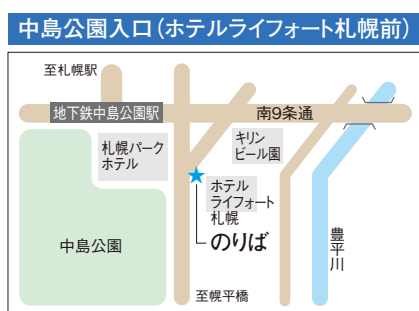 中島公園入口(ホテルライフォート札幌前)
至札幌駅
地下鉄中島公園駅
南9条通
札幌パーク
ホテル
キリン
ビール園
ホテル
ライフォート
札幌
のりば
中島公園
豊平川
至幌平橋